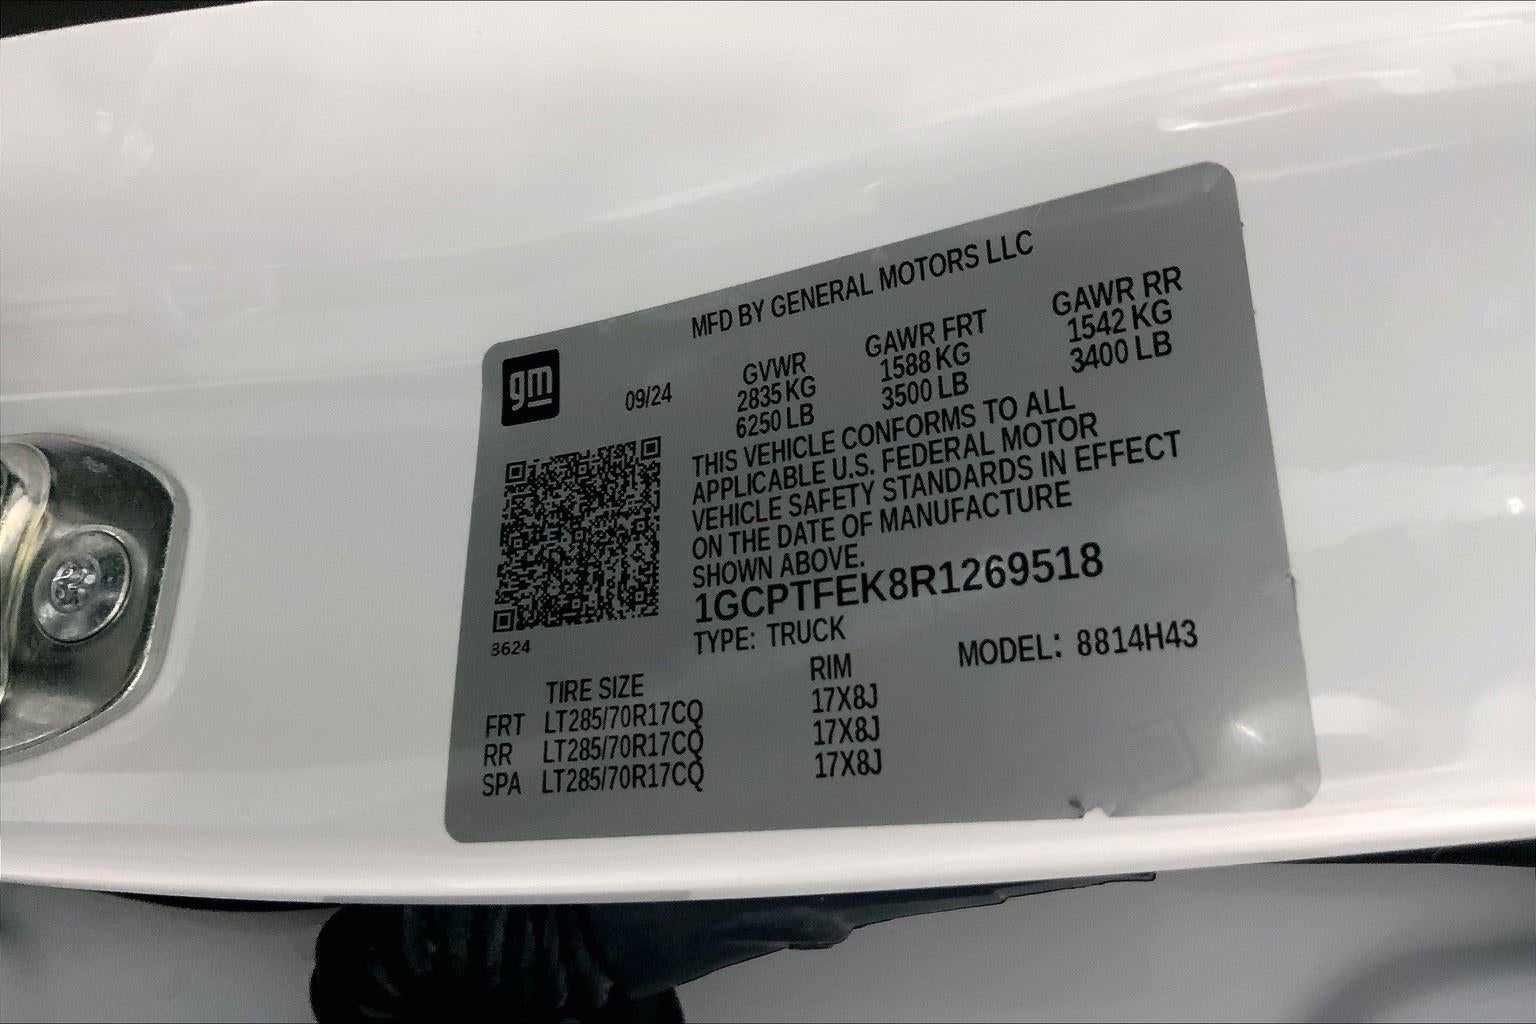 MFD BY GENERAL MOTORS LLC
gm
09/24
GVWR
2835 KG
6250 LB
GAWR FRT
1588 KG
3500 LB
GAWR RR
1542 KG
3400 LB
THIS VEHICLE CONFORMS TO ALL
APPLICABLE U.S. FEDERAL MOTOR
VEHICLE SAFETY STANDARDS IN EFFECT
ON THE DATE OF MANUFACTURE
SHOWN ABOVE.
1GCPTFEK8R1269518
3624
TYPE: TRUCK
MODEL: 8814H43
TIRE SIZE RIM
FRT LT285/70R17CQ 17X8J
RR LT285/70R17CQ 17X8J
SPA LT285/70R17CQ 17X8J